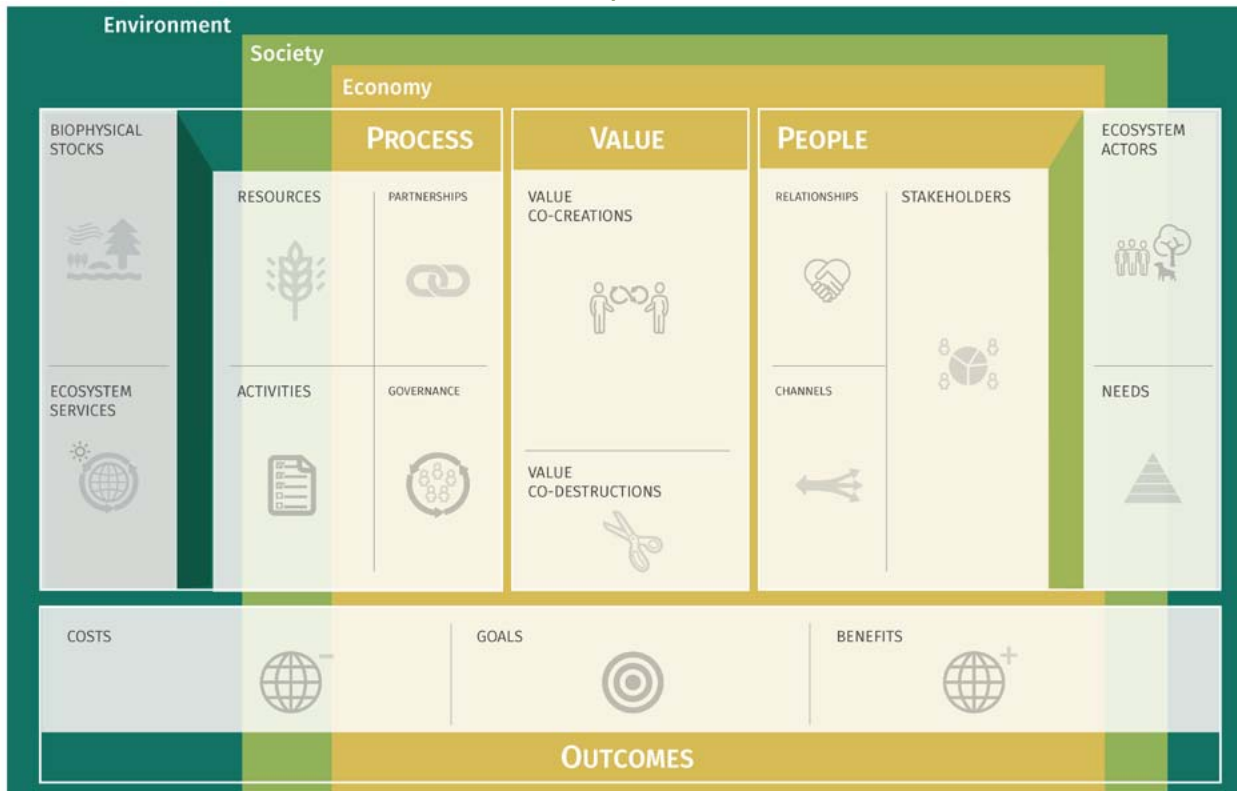 Environment
Society
Economy
BIOPHYSICAL
STOCKS
PROCESS
VALUE
PEOPLE
ECOSYSTEM
ACTORS
RESOURCES
PARTNERSHIPS
VALUE
CO-CREATIONS
RELATIONSHIPS
STAKEHOLDERS
ECOSYSTEM
SERVICES
ACTIVITIES
GOVERNANCE
VALUE
CO-DESTRUCTIONS
CHANNELS
NEEDS
COSTS
GOALS
BENEFITS
OUTCOMES